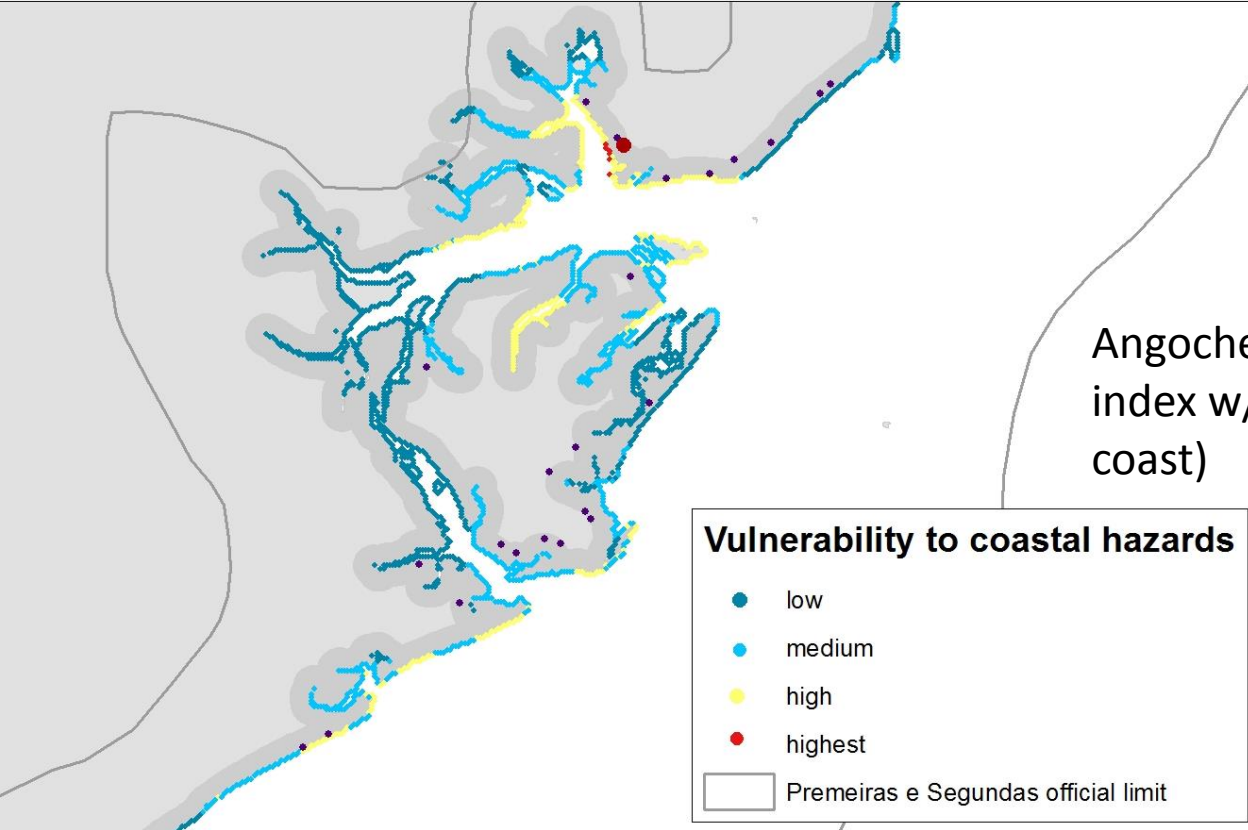 Angoche
index w/
coast)
Vulnerability to coastal hazards
low
medium
high
highest
Premeiras e Segundas official limit